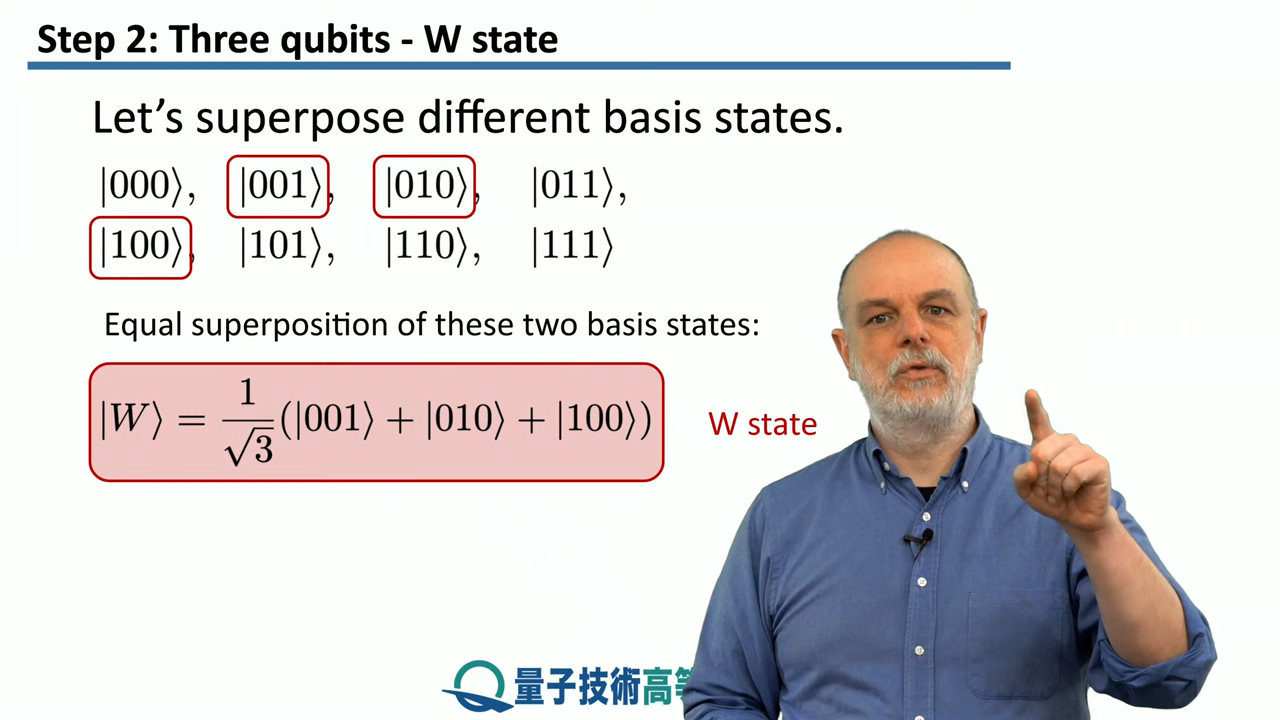 Step 2: Three qubits - W state
Let's superpose different basis states.
|000⟩, |001⟩, |010⟩, |011⟩,
|100⟩, |101⟩, |110⟩, |111⟩
Equal superposition of these two basis states:
|W⟩ = 1/√3 (|001⟩ + |010⟩ + |100⟩)
W state
量子技術高等